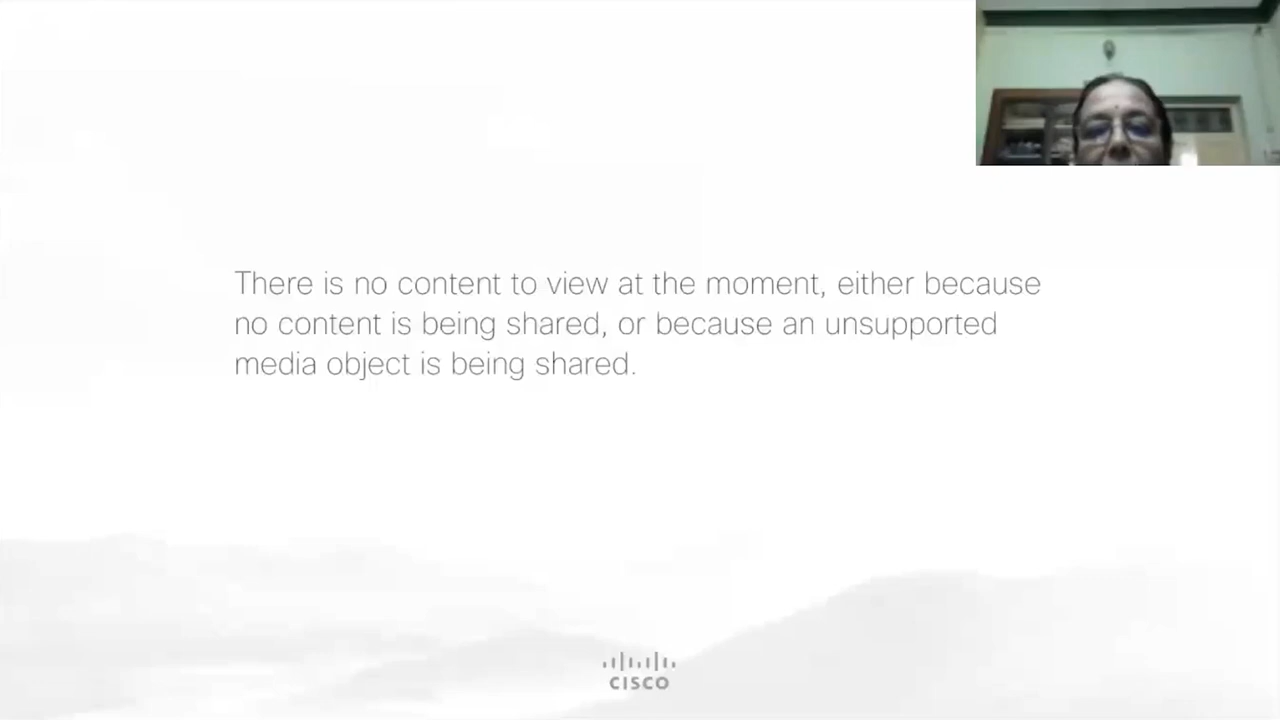 There is no content to view at the moment, either because
no content is being shared, or because an unsupported
media object is being shared.
CISCO